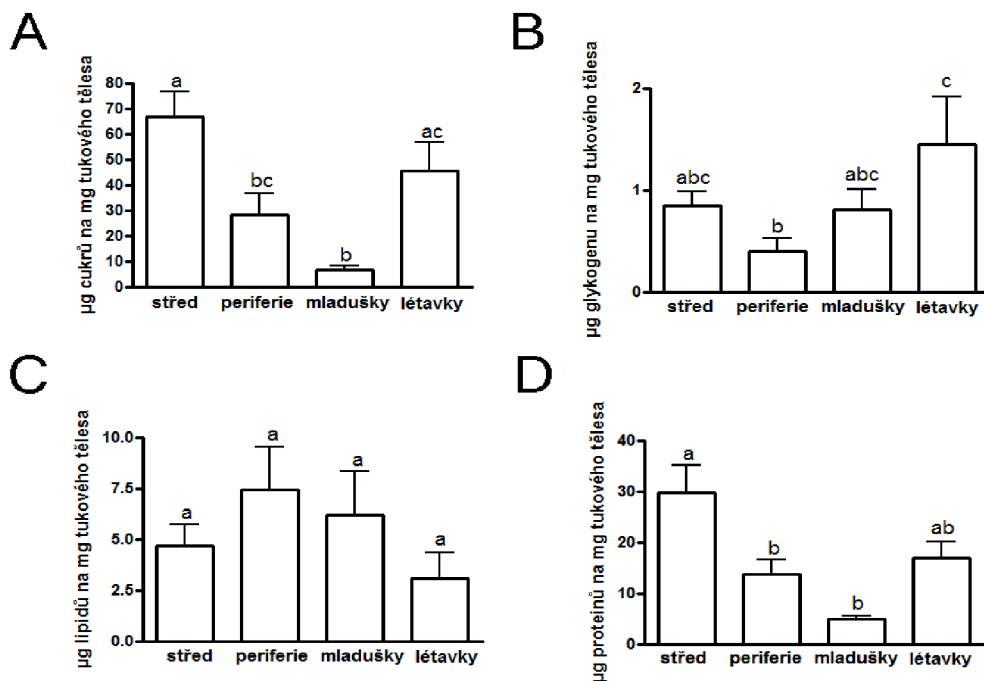 A
µg cukrů na mg tukového tělesa
80
70
60
50
40
30
20
10
0
a
bc
b
ac
střed periferie mladušky létavky
B
µg glykogenu na mg tukového tělesa
2
1
0
abc
b
abc
c
střed periferie mladušky létavky
C
µg lipidů na mg tukového tělesa
10.0
7.5
5.0
2.5
0.0
a
a
a
a
střed periferie mladušky létavky
D
µg proteinů na mg tukového tělesa
40
30
20
10
0
a
b
b
ab
střed periferie mladušky létavky